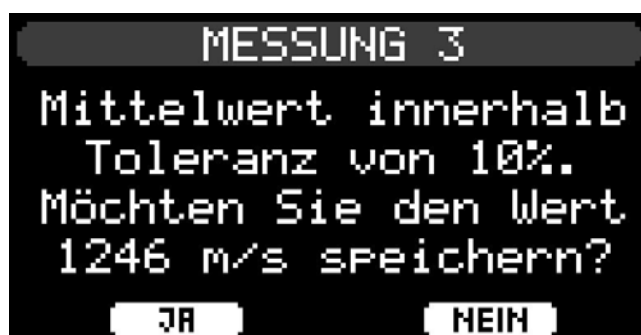 MESSUNG 3
Mittelwert innerhalb
Toleranz von 10%.
Möchten Sie den Wert
1246 m/s speichern?
JA NEIN